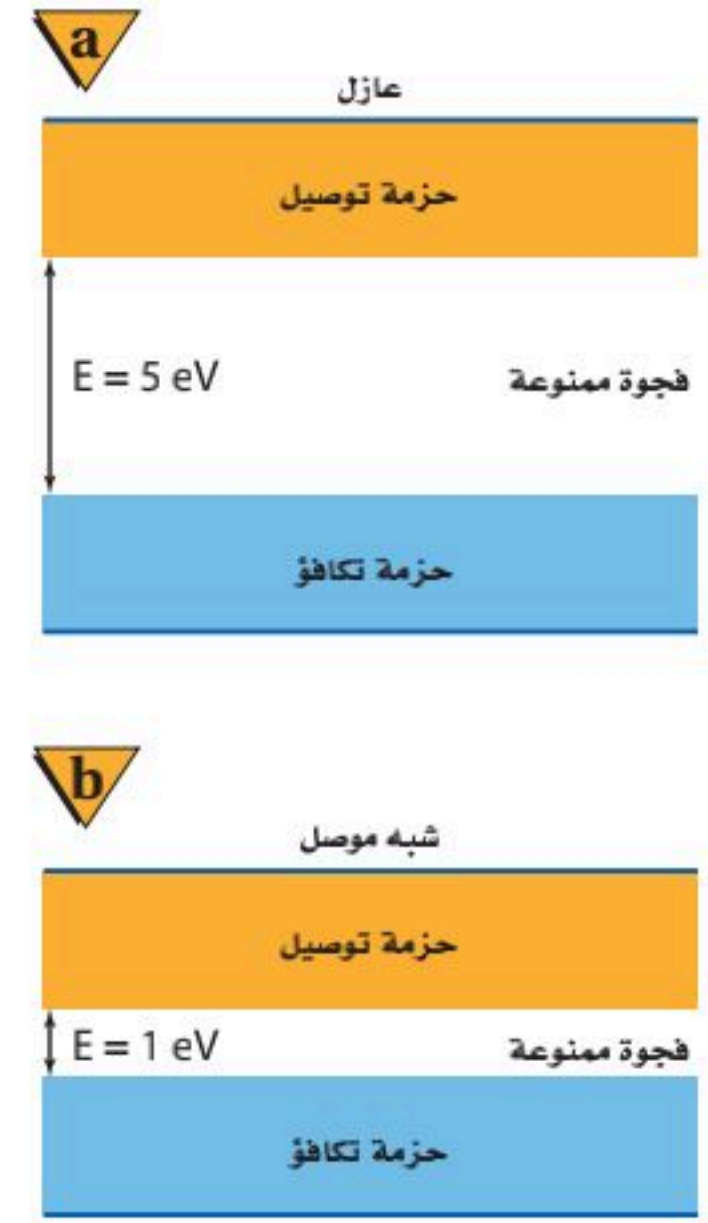 a
عازل
حزمة توصيل
E = 5 eV
فجوة ممنوعة
حزمة تكافؤ
b
شبه موصل
حزمة توصيل
E = 1 eV
فجوة ممنوعة
حزمة تكافؤ